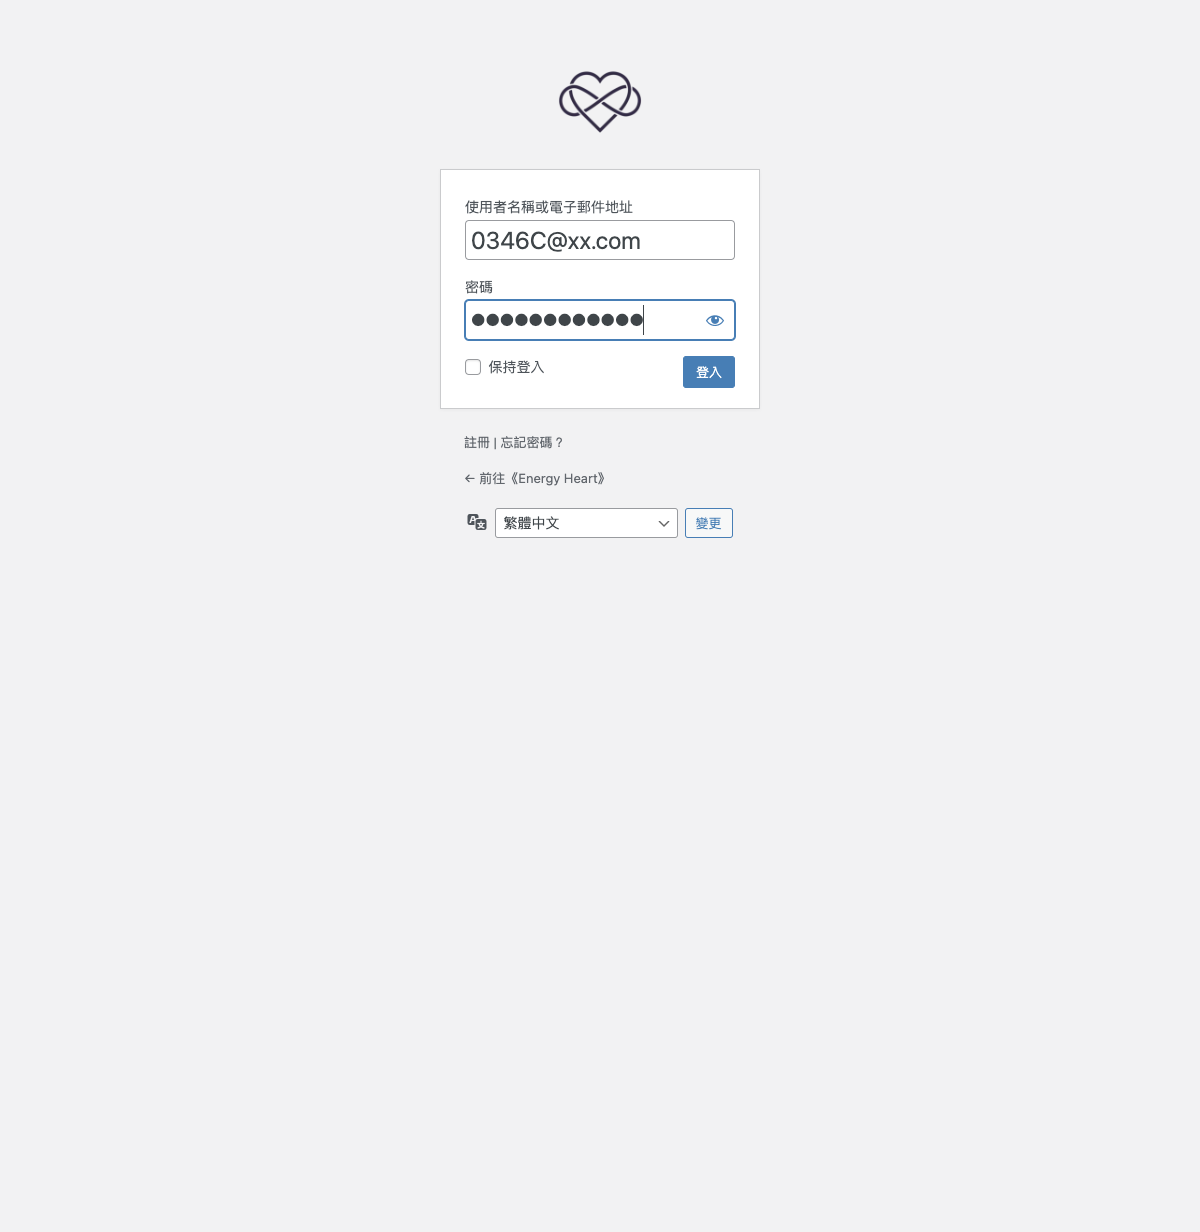 使用者名稱或電子郵件地址
0346C@xx.com
密碼
●●●●●●●●●●●●
保持登入
登入
註冊 | 忘記密碼？
← 前往《Energy Heart》
繁體中文
變更